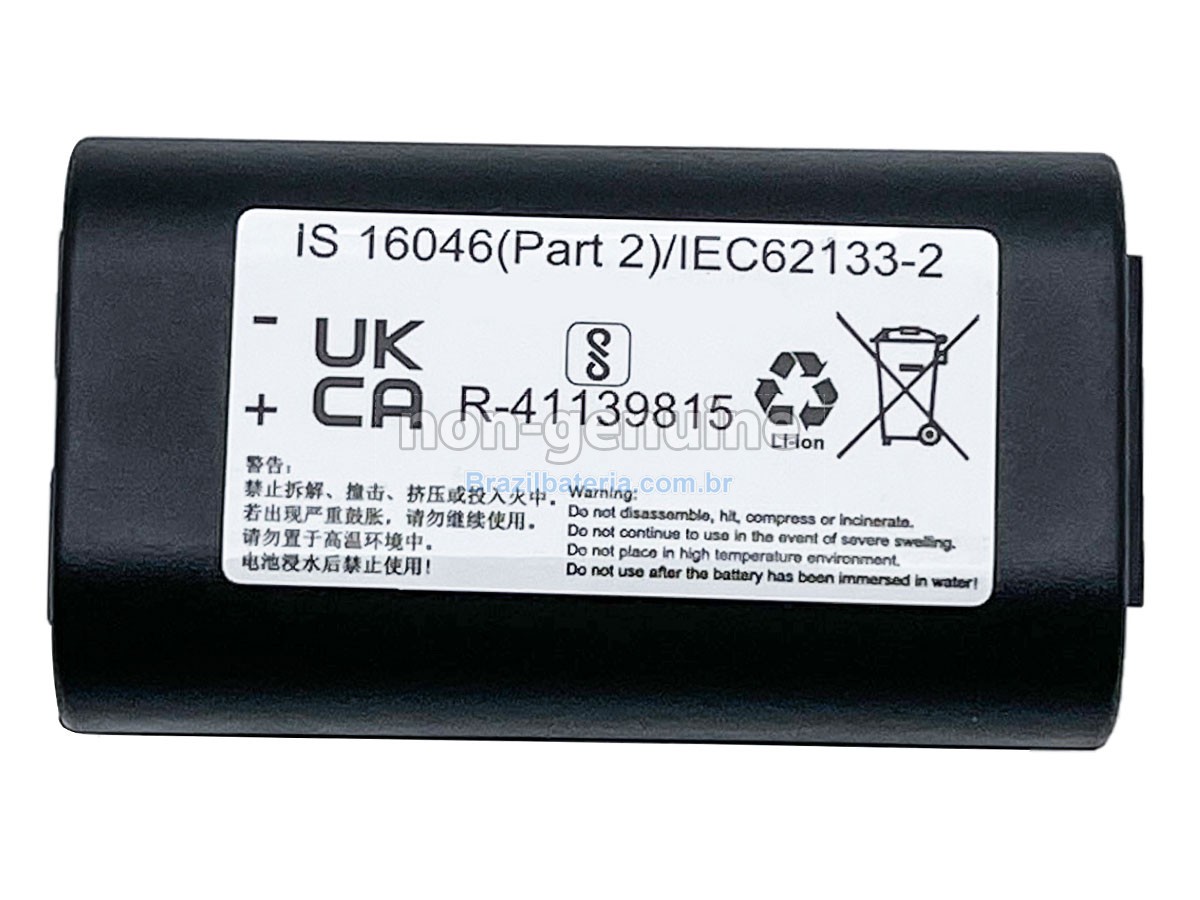 IS 16046(Part 2)/IEC62133-2
-
UK
CA
+
R-41139815
Li-ion
non-genuine
Brazilbateria.com.br
警告：
禁止拆解、撞击、挤压或投入火中。
若出现严重鼓胀，请勿继续使用。
请勿置于高温环境中。
电池浸水后禁止使用！
Warning:
Do not disassemble, hit, compress or incinerate.
Do not continue to use in the event of severe swelling.
Do not place in high temperature environment.
Do not use after the battery has been immersed in water!